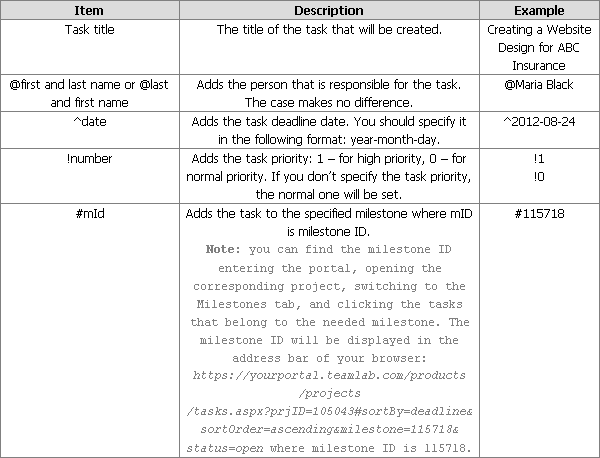 Item Description Example
Task title The title of the task that will be created. Creating a Website
Design for ABC
Insurance
@first and last name or @last
and first name
Adds the person that is responsible for the task.
The case makes no difference.
@Maria Black
^date Adds the task deadline date. You should specify it
in the following format: year-month-day.
^2012-08-24
!number Adds the task priority: 1 – for high priority, 0 – for
normal priority. If you don't specify the task priority,
the normal one will be set.
!1
!0
#mId Adds the task to the specified milestone where mID
is milestone ID.
Note: you can find the milestone ID
entering the portal, opening the
corresponding project, switching to the
Milestones tab, and clicking the tasks
that belong to the needed milestone. The
milestone ID will be displayed in the
address bar of your browser:
https://yourportal.teamlab.com/products
/projects
/tasks.aspx?prjID=105043#sortBy=deadline&
sortOrder=ascending&milestone=115718&
status=open where milestone ID is 115718.
#115718